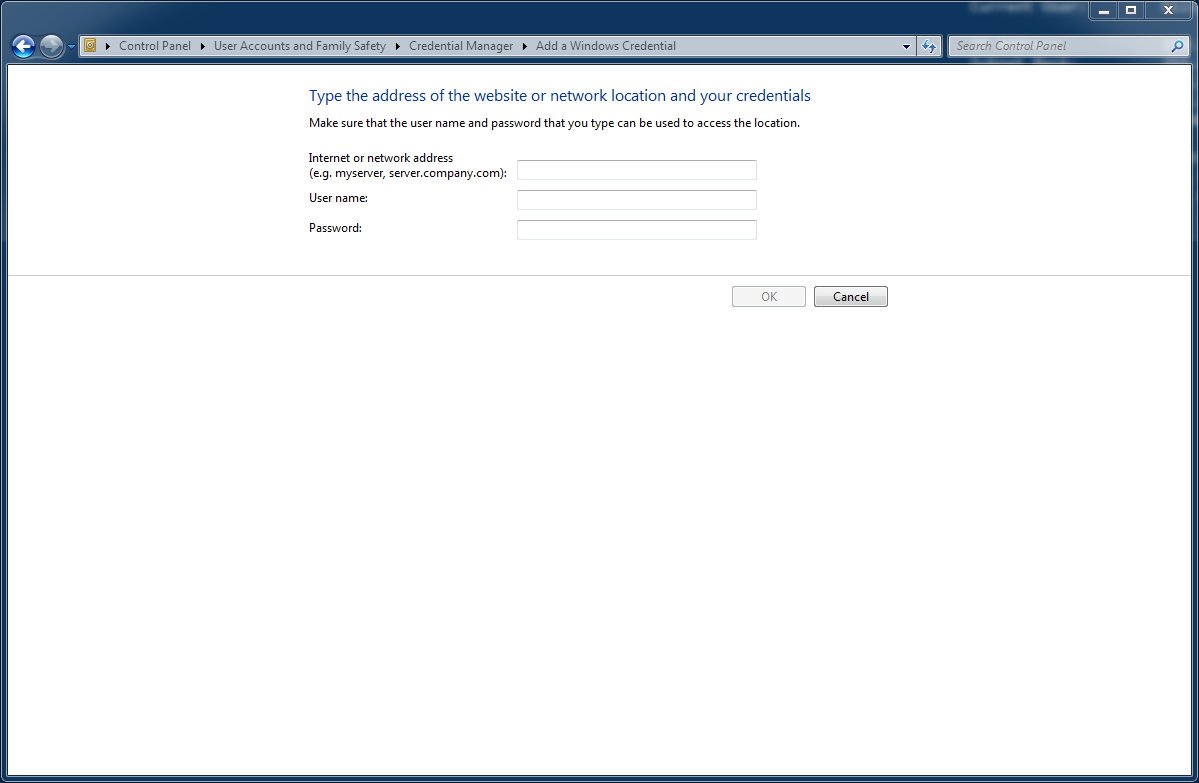 Control Panel User Accounts and Family Safety Credential Manager Add a Windows Credential Search Control Panel
Type the address of the website or network location and your credentials
Make sure that the user name and password that you type can be used to access the location.
Internet or network address
(e.g. myserver, server.company.com):
User name:
Password:
OK Cancel